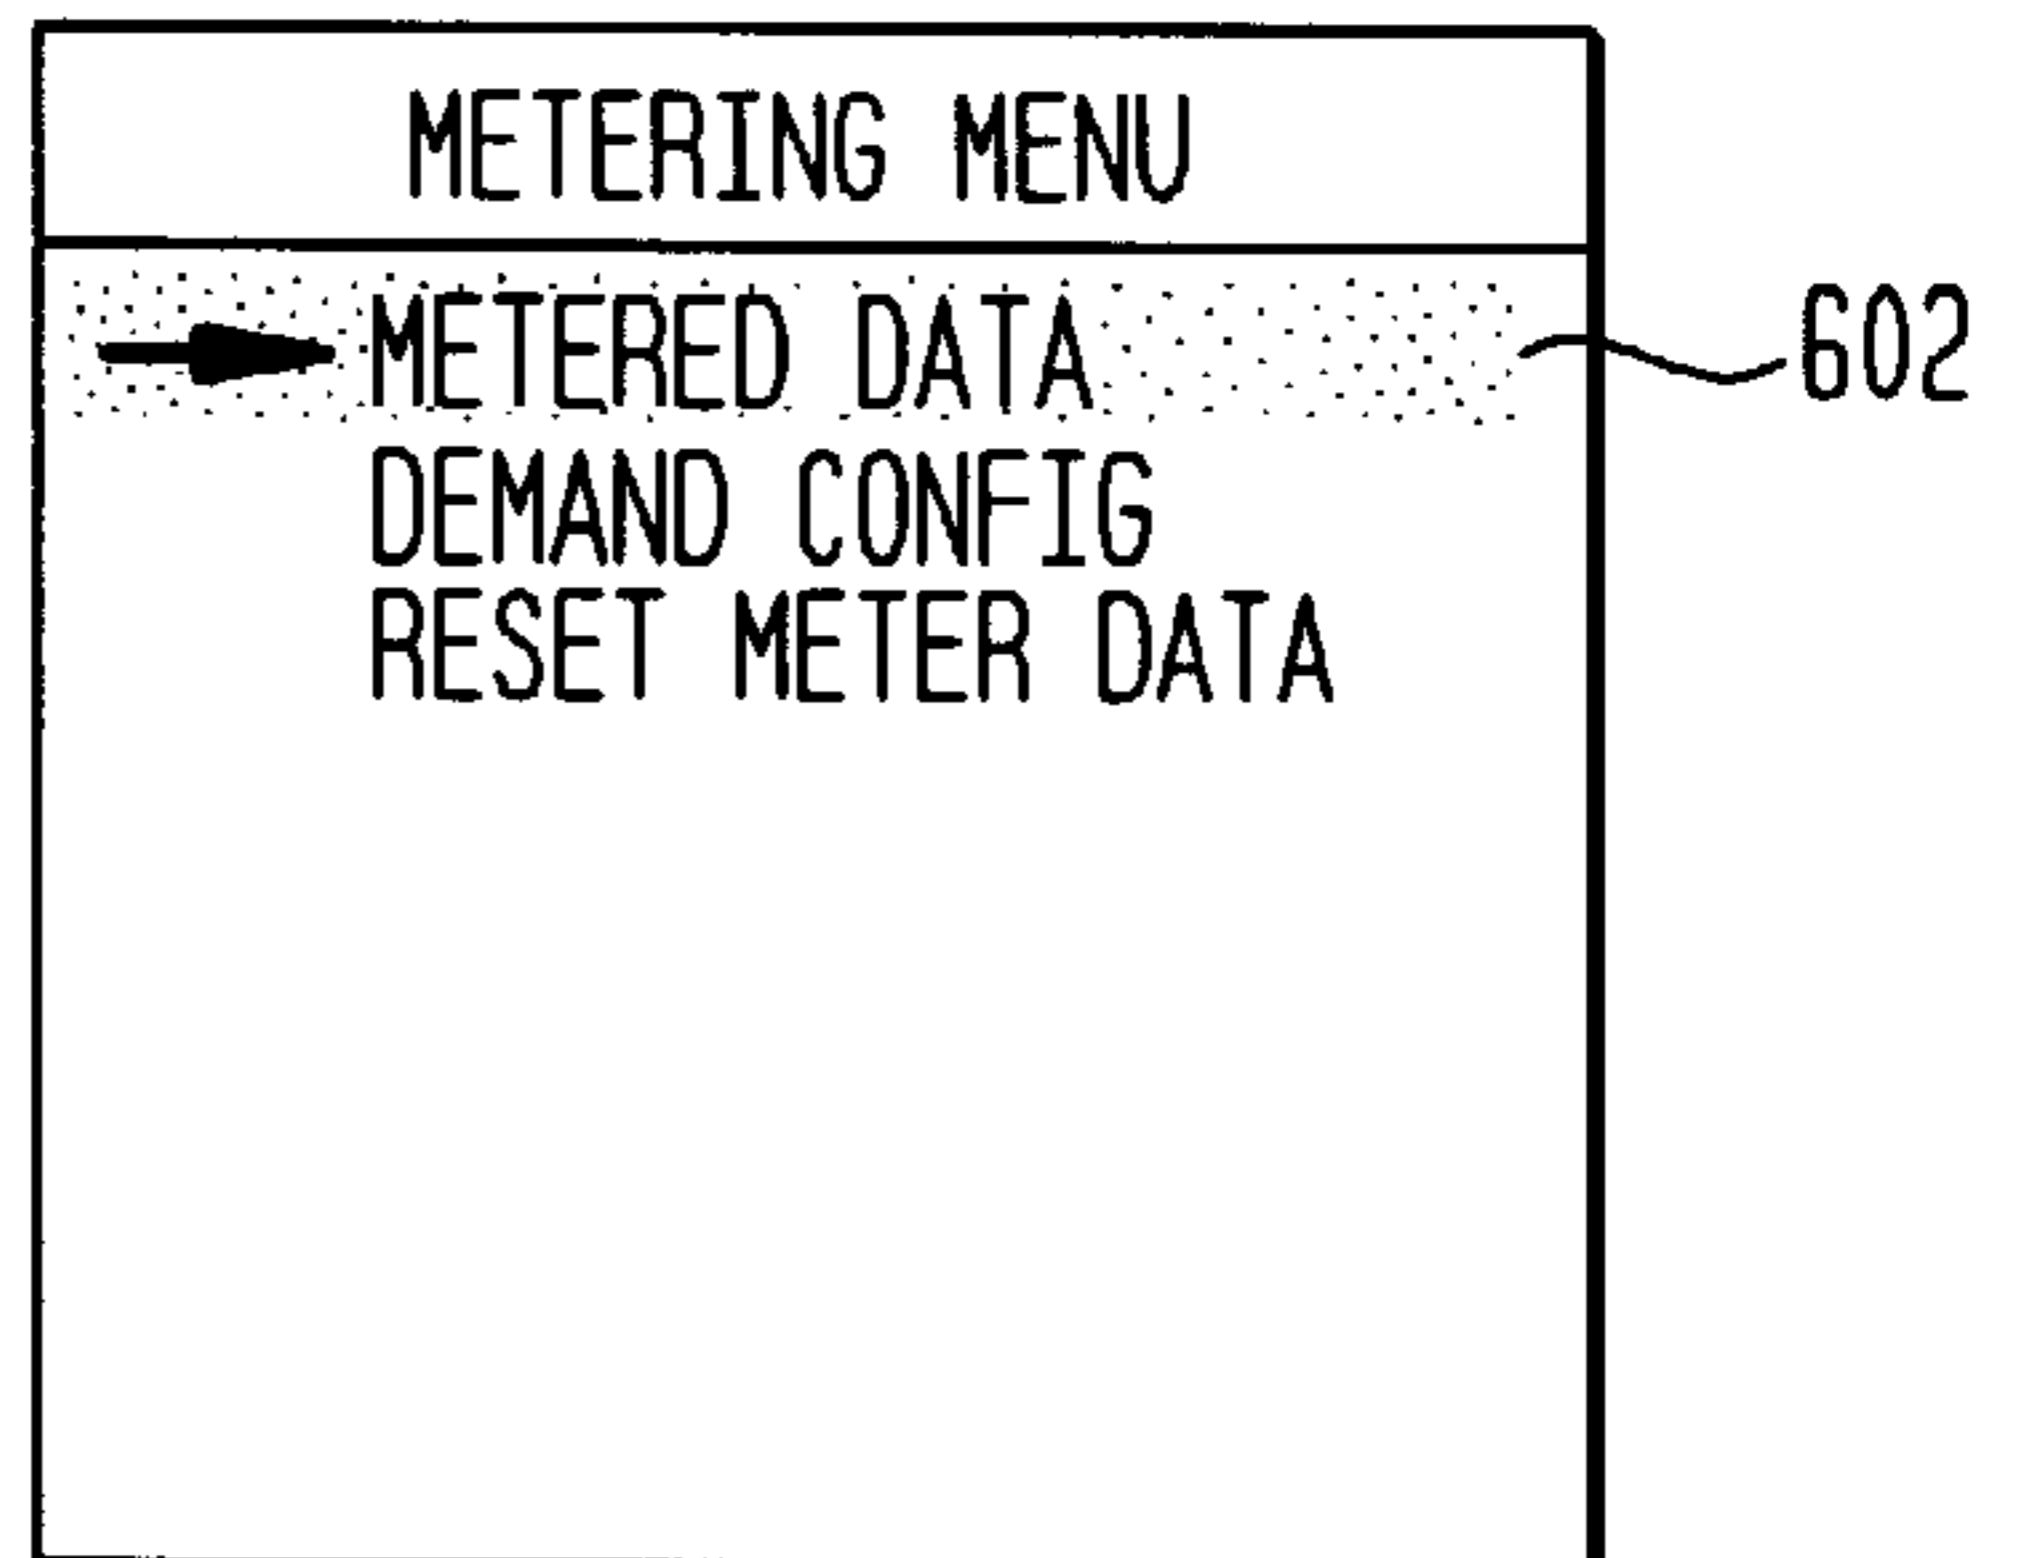 METERING MENU
METERED DATA
602
DEMAND CONFIG
RESET METER DATA